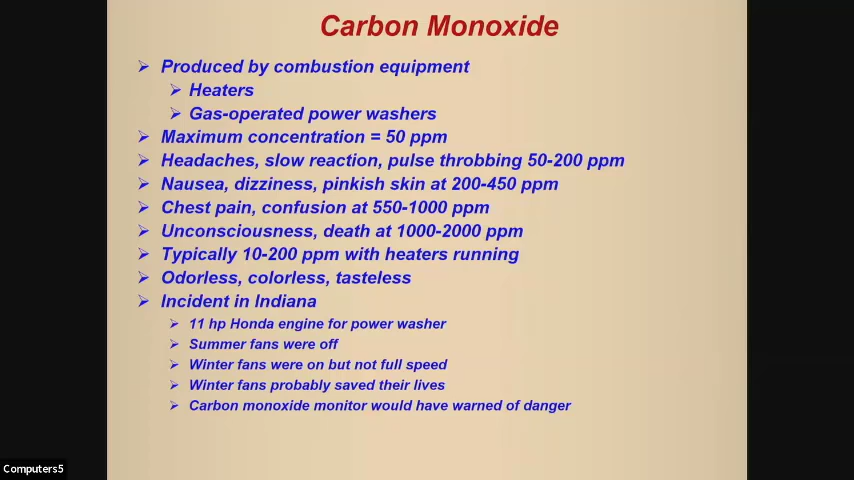 Carbon Monoxide
Produced by combustion equipment
Heaters
Gas-operated power washers
Maximum concentration = 50 ppm
Headaches, slow reaction, pulse throbbing 50-200 ppm
Nausea, dizziness, pinkish skin at 200-450 ppm
Chest pain, confusion at 550-1000 ppm
Unconsciousness, death at 1000-2000 ppm
Typically 10-200 ppm with heaters running
Odorless, colorless, tasteless
Incident in Indiana
11 hp Honda engine for power washer
Summer fans were off
Winter fans were on but not full speed
Winter fans probably saved their lives
Carbon monoxide monitor would have warned of danger
Computers5